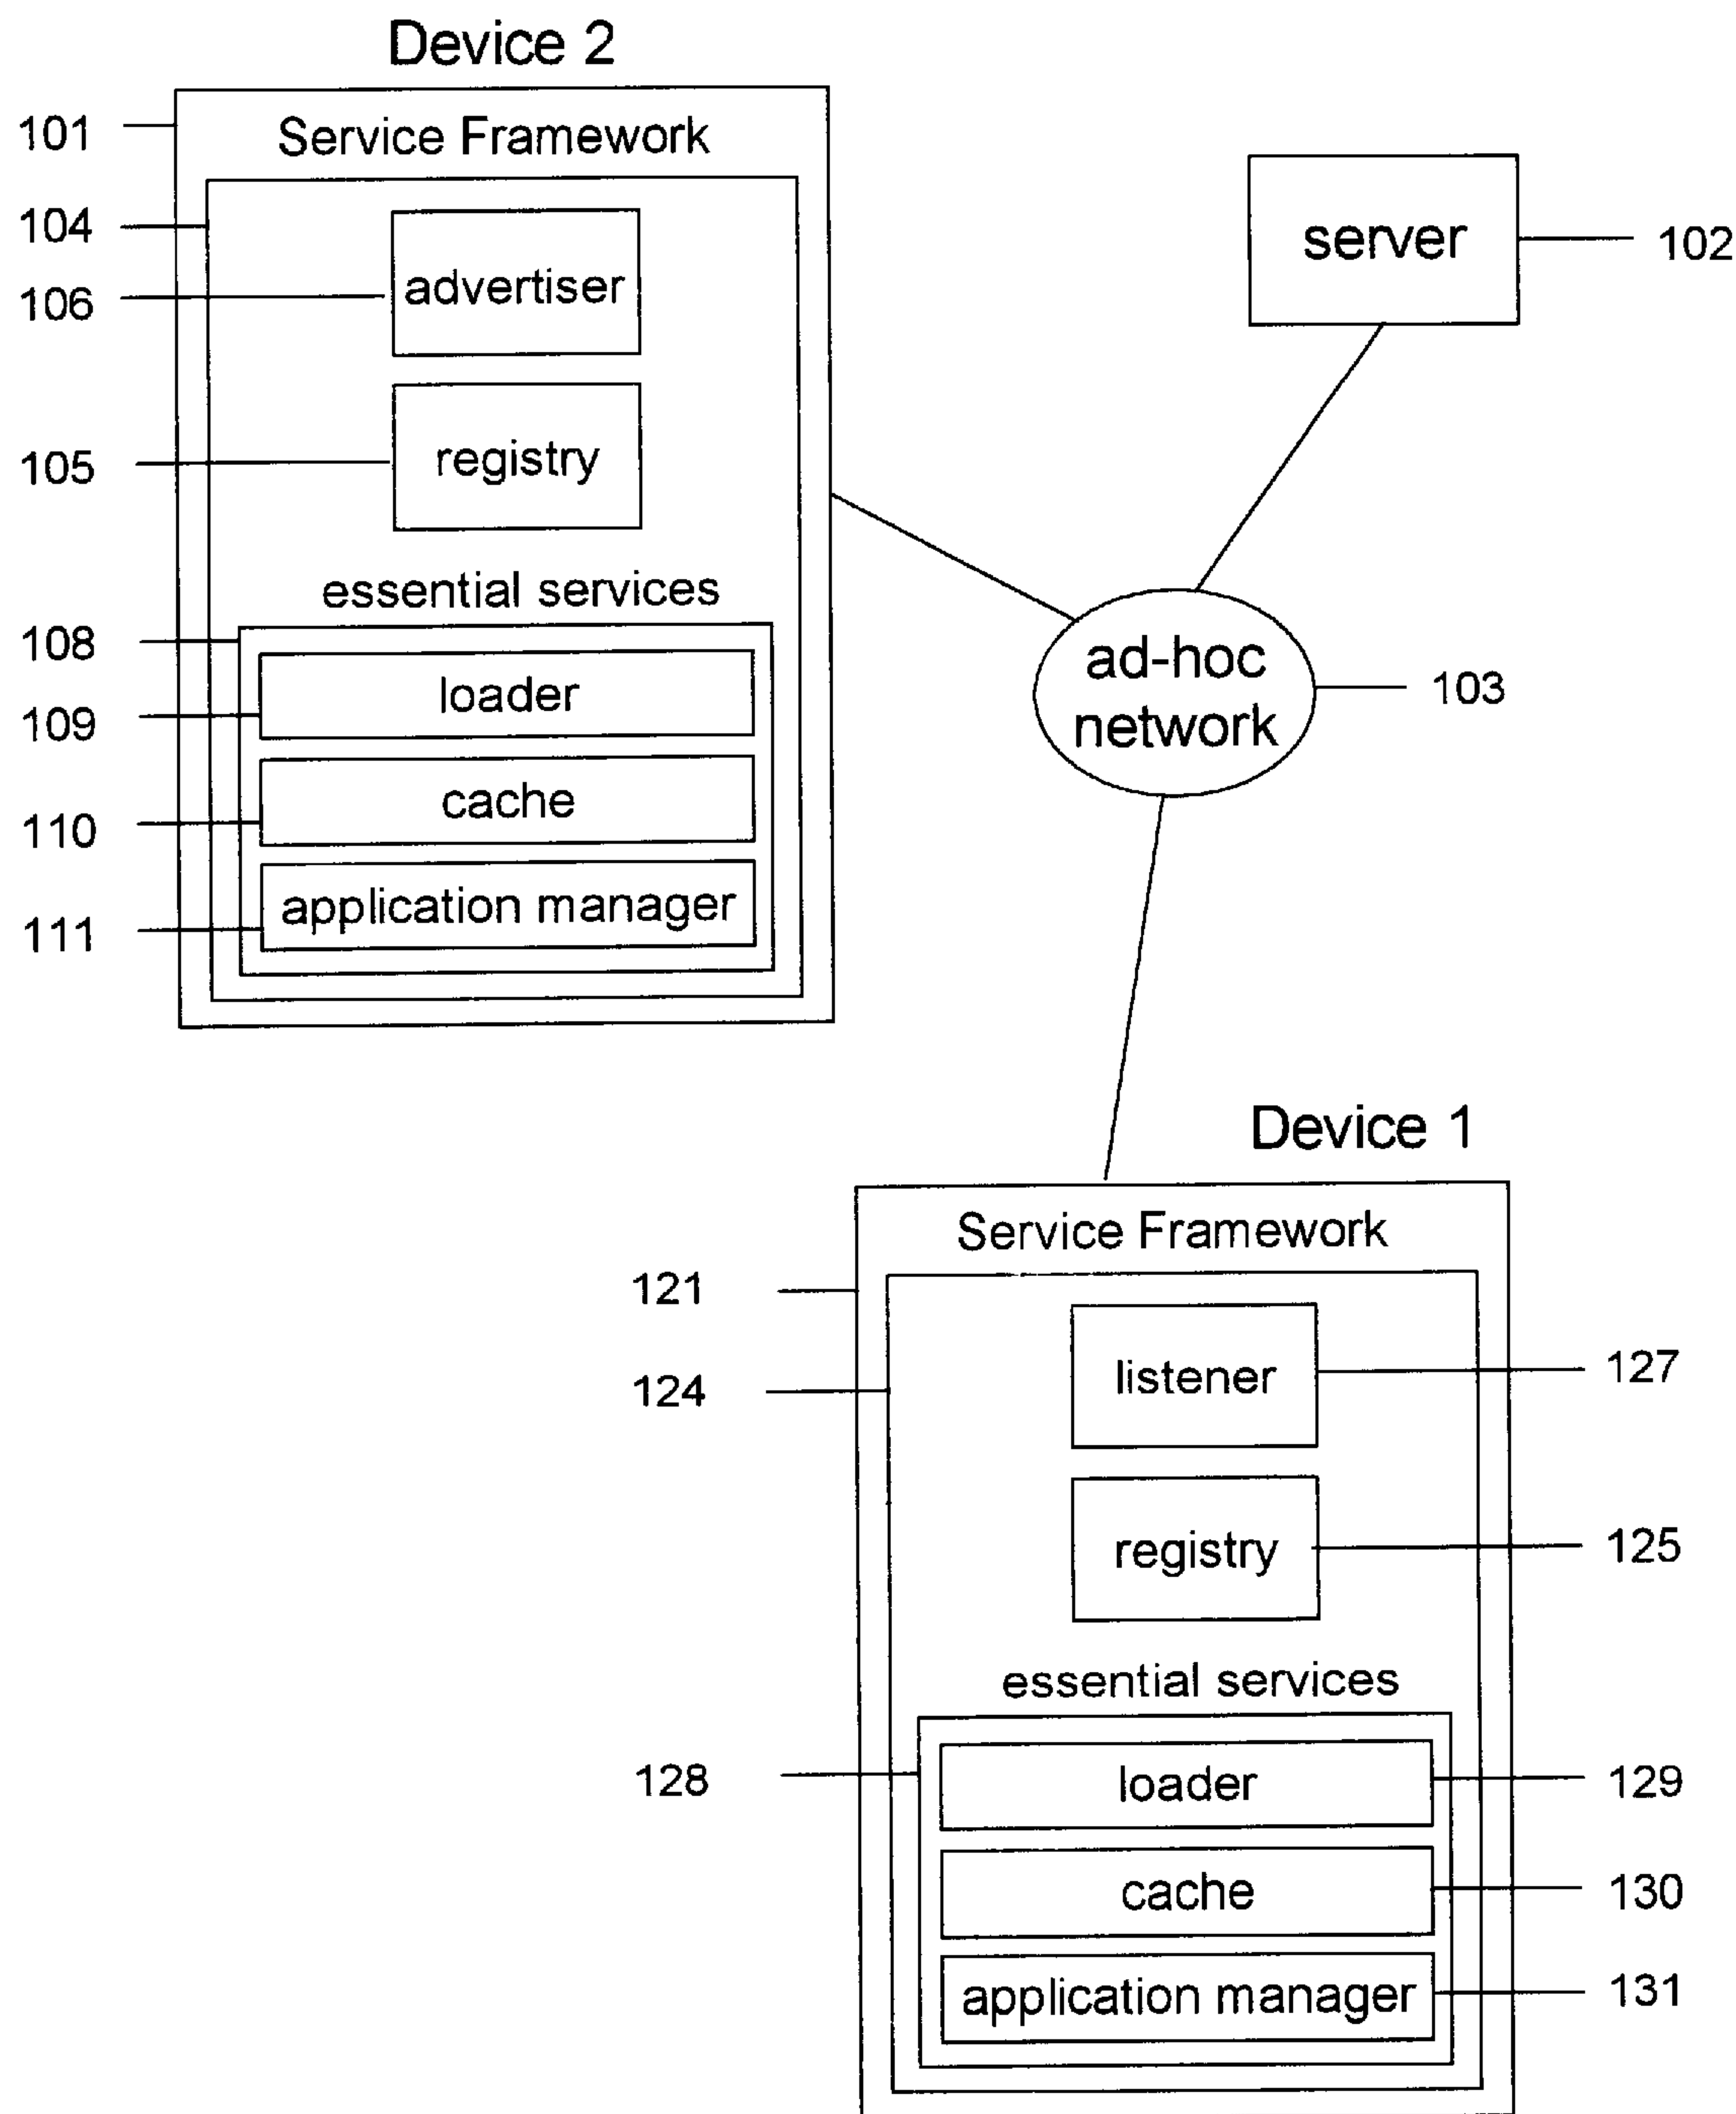 Device 2
101
Service Framework
104
106
advertiser
105
registry
essential services
108
109
loader
110
cache
111
application manager
server
102
ad-hoc
network
103
Device 1
Service Framework
121
124
listener
127
registry
125
essential services
128
loader
129
cache
130
application manager
131